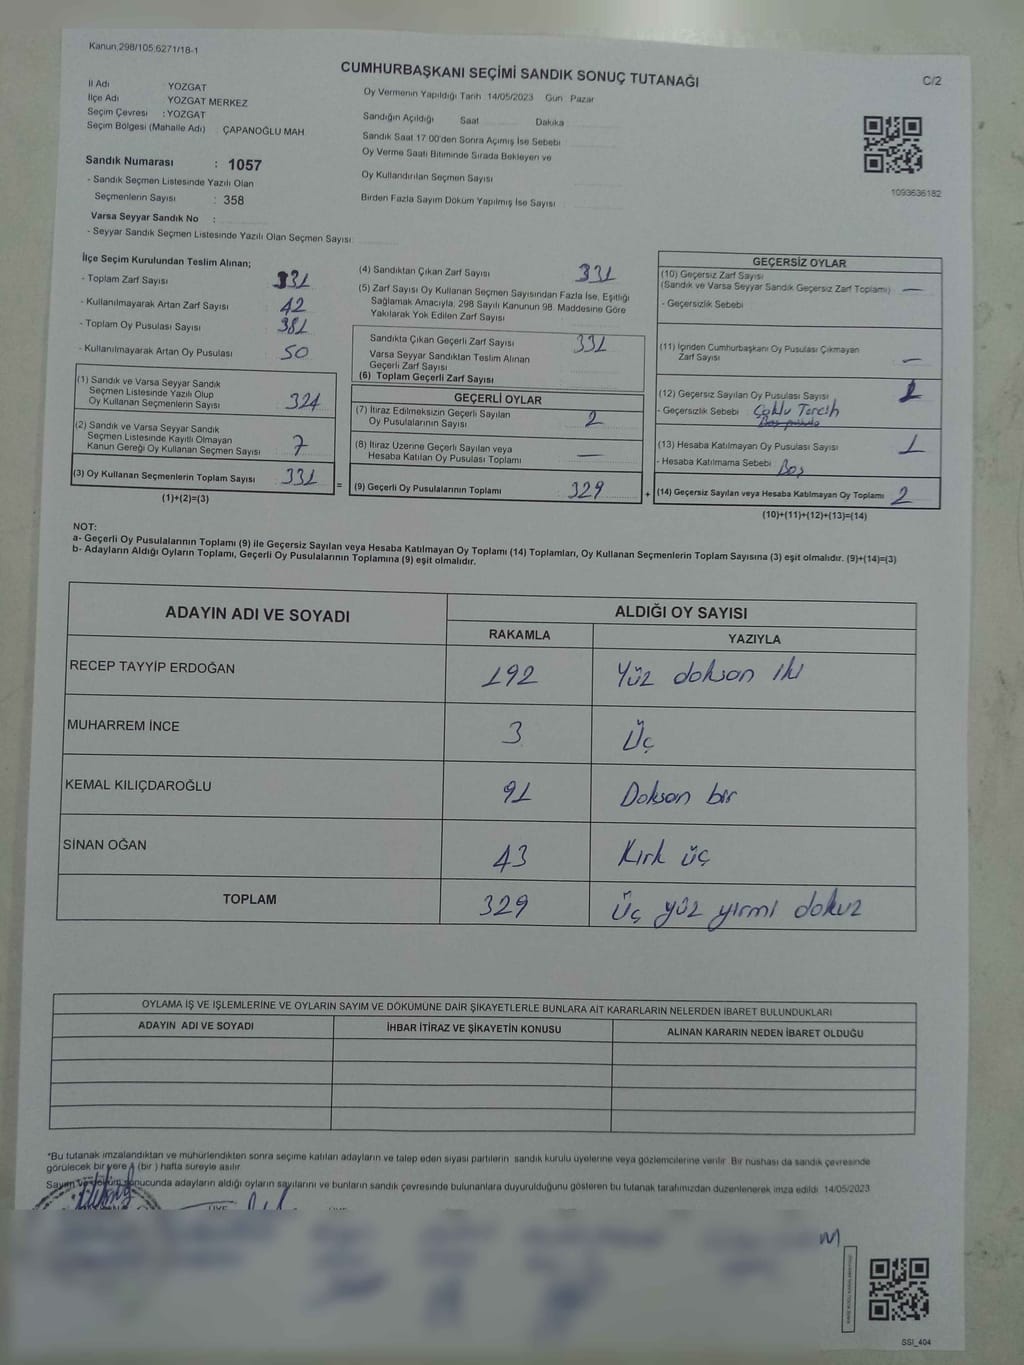 Kanun,298/105,6271/18-1
CUMHURBAŞKANI SEÇİMİ SANDIK SONUÇ TUTANAĞI
C/2
İl Adı YOZGAT
İlçe Adı YOZGAT MERKEZ
Seçim Çevresi : YOZGAT
Seçim Bölgesi (Mahalle Adı) ÇAPANOĞLU MAH
Oy Vermenin Yapıldığı Tarih 14/05/2023 Gün Pazar
Sandığın Açıldığı Saat Dakika
Sandık Saat 17:00'den Sonra Açımış İse Sebebi
Oy Verme Saati Bitiminde Sırada Bekleyen ve
Oy Kullandırılan Seçmen Sayısı
Birden Fazla Sayım Döküm Yapılmış İse Sayısı
1093636182
Sandık Numarası : 1057
- Sandık Seçmen Listesinde Yazılı Olan
Seçmenlerin Sayısı : 358
Varsa Seyyar Sandık No :
- Seyyar Sandık Seçmen Listesinde Yazılı Olan Seçmen Sayısı:
İlçe Seçim Kurulundan Teslim Alınan;
- Toplam Zarf Sayısı : 331
- Kullanılmayarak Artan Zarf Sayısı : 42
- Toplam Oy Pusulası Sayısı : 381
- Kullanılmayarak Artan Oy Pusulası : 50
(1) Sandık ve Varsa Seyyar Sandık
Seçmen Listesinde Yazılı Olup
Oy Kullanan Seçmenlerin Sayısı : 324
(2) Sandık ve Varsa Seyyar Sandık
Seçmen Listesinde Kayıtlı Olmayan
Kanun Gereği Oy Kullanan Seçmen Sayısı : 7
(3) Oy Kullanan Seçmenlerin Toplam Sayısı : 331
(1)+(2)=(3)
=
(4) Sandıktan Çıkan Zarf Sayısı 331
(5) Zarf Sayısı Oy Kullanan Seçmen Sayısından Fazla İse, Eşitliği
Sağlamak Amacıyla, 298 Sayılı Kanunun 98. Maddesine Göre
Yakılarak Yok Edilen Zarf Sayısı
Sandıkta Çıkan Geçerli Zarf Sayısı 331
Varsa Seyyar Sandıktan Teslim Alınan
Geçerli Zarf Sayısı
(6) Toplam Geçerli Zarf Sayısı
GEÇERLİ OYLAR
(7) İtiraz Edilmeksizin Geçerli Sayılan
Oy Pusulalarının Sayısı : 2
(8) İtiraz Üzerine Geçerli Sayılan veya
Hesaba Katılan Oy Pusulası Toplamı : —
(9) Geçerli Oy Pusulalarının Toplamı 329
+
GEÇERSİZ OYLAR
(10) Geçersiz Zarf Sayısı
(Sandık ve Varsa Seyyar Sandık Geçersiz Zarf Toplamı) —
- Geçersizlik Sebebi
(11) İçinden Cumhurbaşkanı Oy Pusulası Çıkmayan
Zarf Sayısı —
(12) Geçersiz Sayılan Oy Pusulası Sayısı 1
- Geçersizlik Sebebi Çoklu Tercih
(13) Hesaba Katılmayan Oy Pusulası Sayısı 1
- Hesaba Katılmama Sebebi Boş
(14) Geçersiz Sayılan veya Hesaba Katılmayan Oy Toplamı 2
(10)+(11)+(12)+(13)=(14)
NOT:
a- Geçerli Oy Pusulalarının Toplamı (9) ile Geçersiz Sayılan veya Hesaba Katılmayan Oy Toplamı (14) Toplamları, Oy Kullanan Seçmenlerin Toplam Sayısına (3) eşit olmalıdır. (9)+(14)=(3)
b- Adayların Aldığı Oyların Toplamı, Geçerli Oy Pusulalarının Toplamına (9) eşit olmalıdır.
ADAYIN ADI VE SOYADI ALDIĞI OY SAYISI
RAKAMLA YAZIYLA
RECEP TAYYİP ERDOĞAN 192 Yüz doksan iki
MUHARREM İNCE 3 Üç
KEMAL KILIÇDAROĞLU 91 Doksan bir
SİNAN OĞAN 43 Kırk üç
TOPLAM 329 Üç yüz yirmi dokuz
OYLAMA İŞ VE İŞLEMLERİNE VE OYLARIN SAYIM VE DÖKÜMÜNE DAİR ŞİKAYETLERLE BUNLARA AİT KARARLARIN NELERDEN İBARET BULUNDUKLARI
ADAYIN ADI VE SOYADI İHBAR İTİRAZ VE ŞİKAYETİN KONUSU ALINAN KARARIN NEDEN İBARET OLDUĞU
*Bu tutanak imzalandıktan ve mühürlendikten sonra seçime katılan adayların ve talep eden siyasi partilerin sandık kurulu üyelerine veya gözlemcilerine verilir. Bir nushası da sandık çevresinde
görülecek bir yere A (bir ) hafta süreyle asılır.
Sayım ve döküm sonucunda adayların aldığı oyların sayılarını ve bunların sandık çevresinde bulunanlara duyurulduğunu gösteren bu tutanak tarafımızdan düzenlenerek imza edildi. 14/05/2023
SSI_404